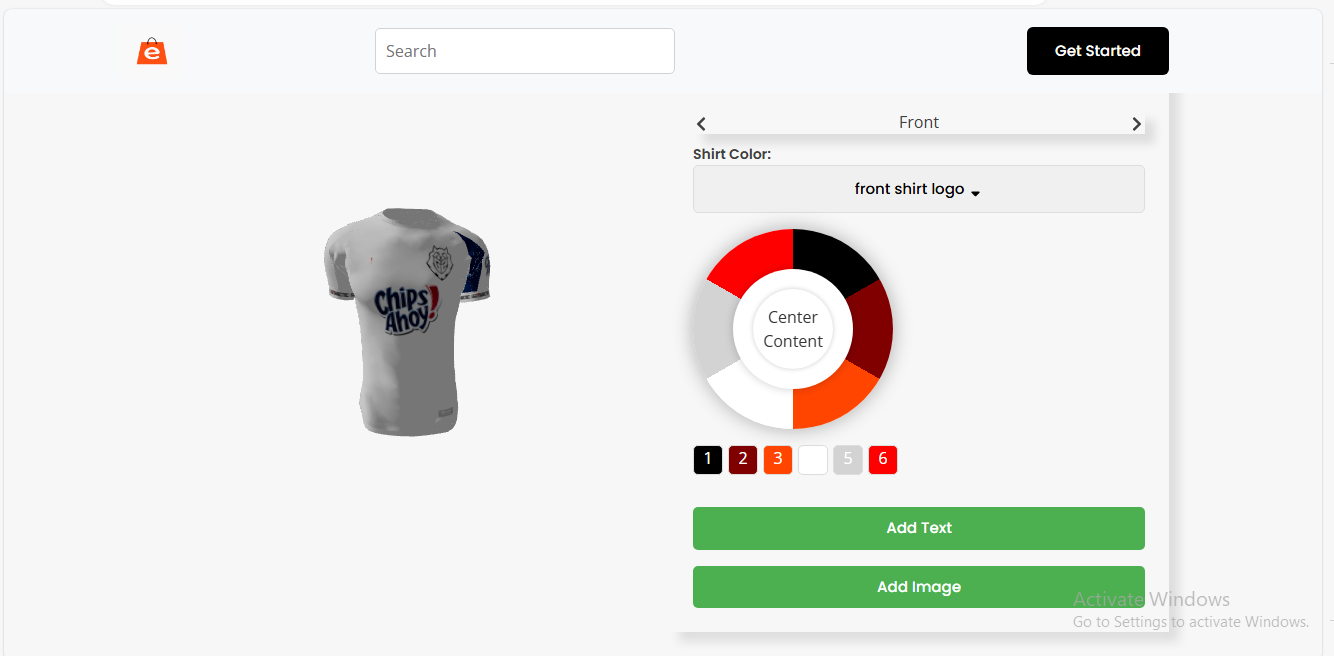 e
Search
Get Started
Front
Shirt Color:
front shirt logo
Chips
Ahoy!
Center
Content
1 2 3 5 6
Add Text
Add Image
Activate Windows
Go to Settings to activate Windows.